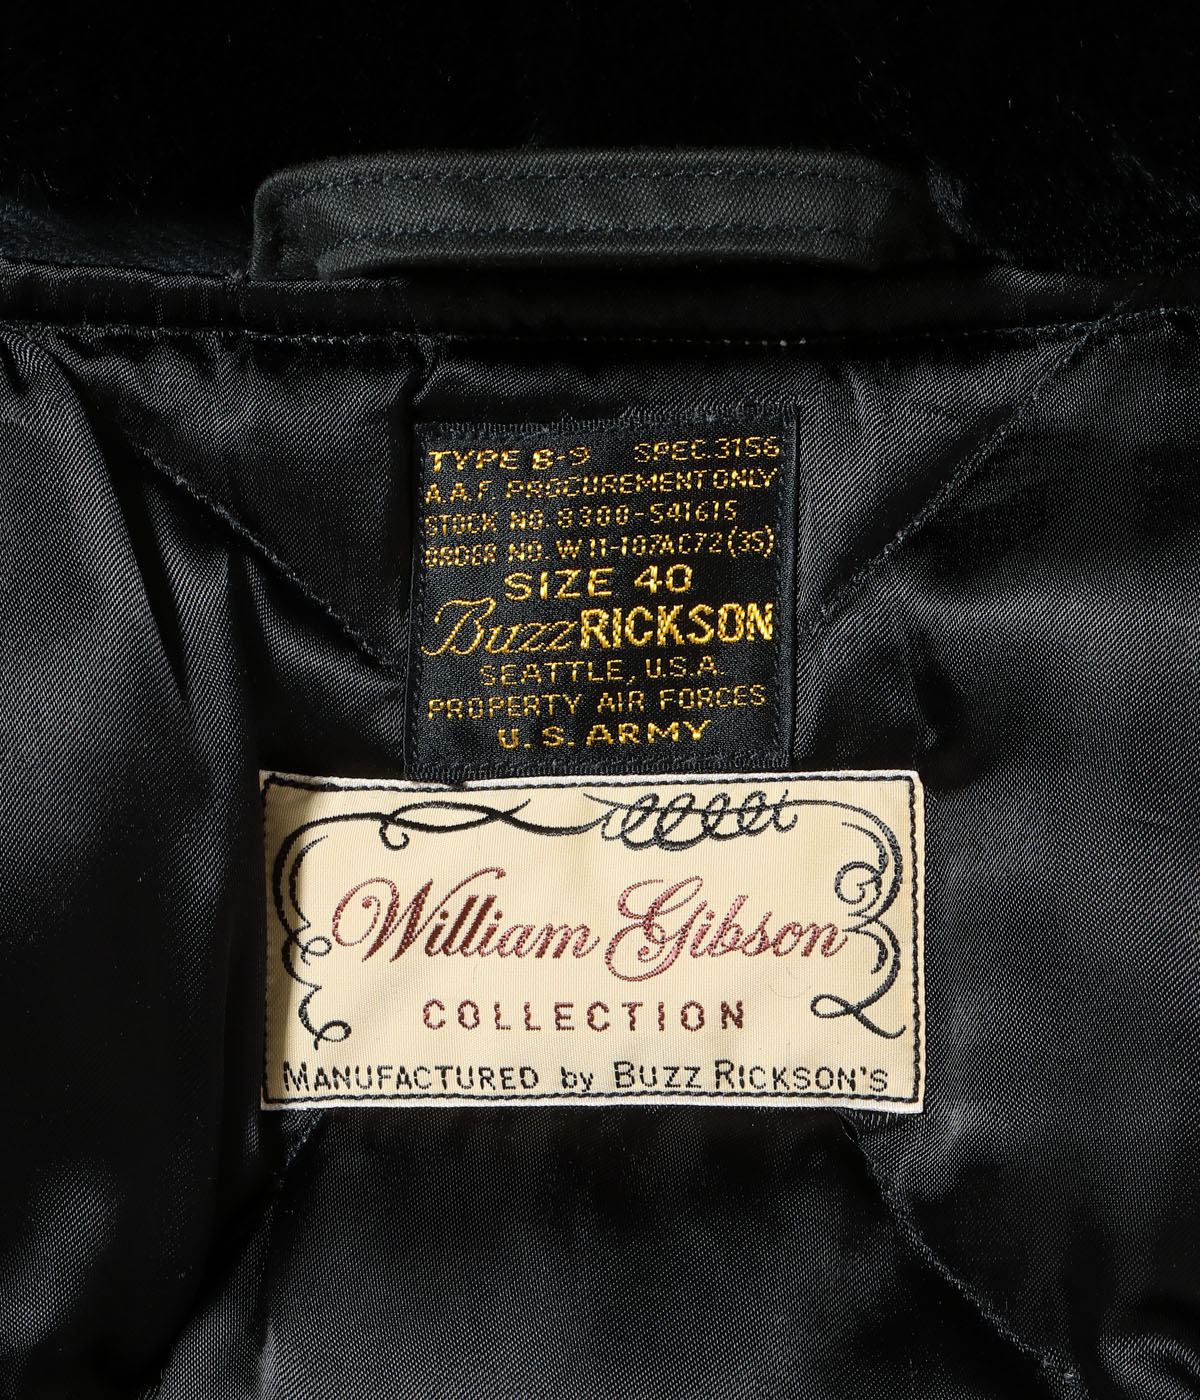 TYPE B-9 SPEC.3156
A.A.F. PROCUREMENT ONLY
STOCK NO. 8300-541615
ORDER NO. W11-107AC72(35)
SIZE 40
Buzz RICKSON
SEATTLE, U.S.A.
PROPERTY AIR FORCES
U.S. ARMY
William Gibson
COLLECTION
MANUFACTURED by BUZZ RICKSON'S